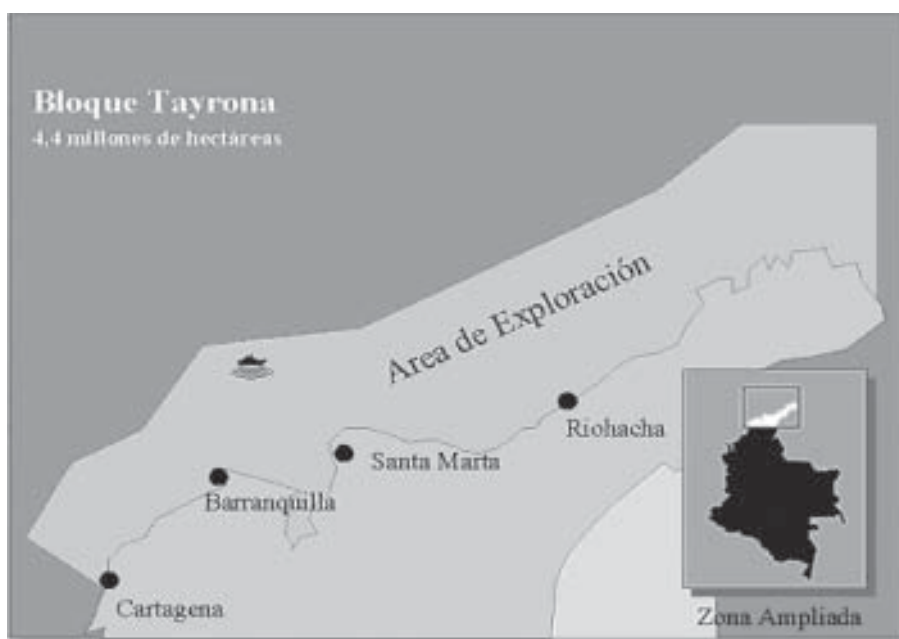 Bloque Tayrona
4,4 millones de hectáreas
Area de Exploración
Riohacha
Santa Marta
Barranquilla
Cartagena
Zona Ampliada